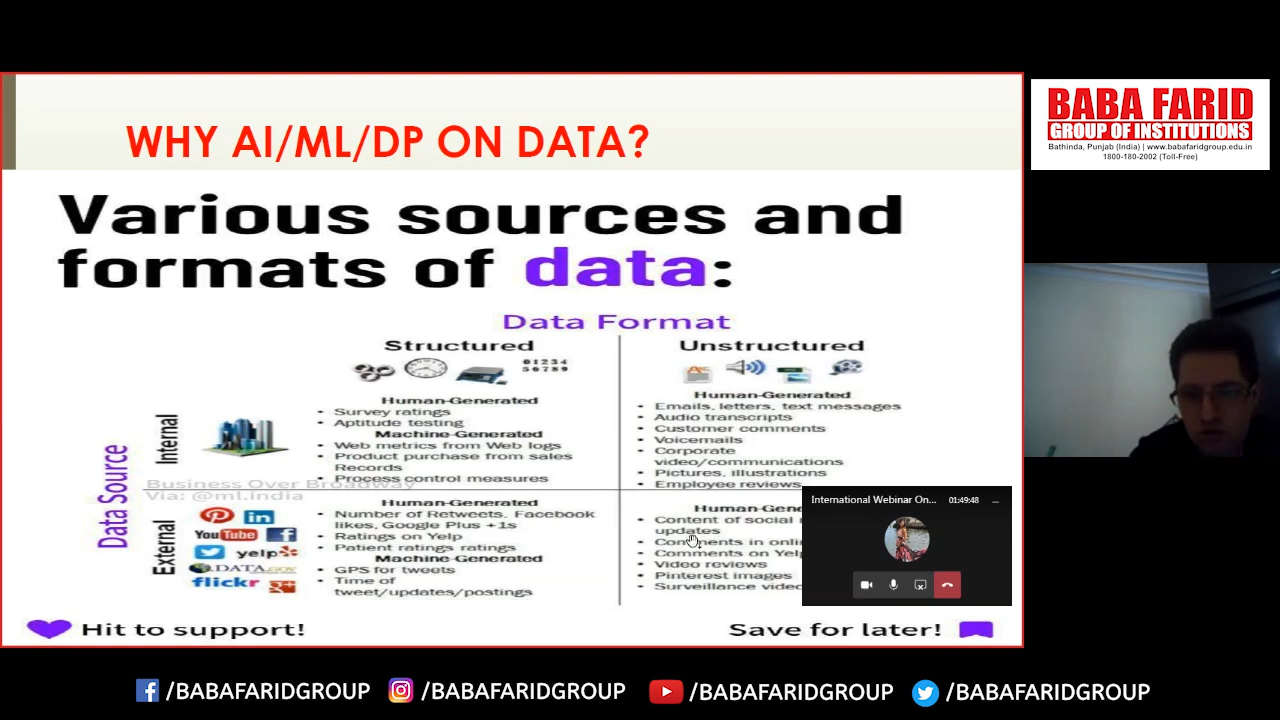 WHY AI/ML/DP ON DATA?
Various sources and
formats of data:
Data Format
Structured
01234
56789
Human-Generated
• Survey ratings
• Aptitude testing
Machine-Generated
• Web metrics from Web logs
• Product purchase from sales
Records
• Process control measures
Unstructured
Human-Generated
• Emails, letters, text messages
• Audio transcripts
• Customer comments
• Voicemails
• Corporate
video/communications
• Pictures, illustrations
• Employee reviews
Data Source
Internal
External
Business Over Broadway
Via: @ml.india
in
YouTube
f
yelp
DATA.GOV
flickr
g+
Human-Generated
• Number of Retweets, Facebook
likes, Google Plus +1s
• Ratings on Yelp
• Patient ratings ratings
Machine-Generated
• GPS for tweets
• Time of
tweet/updates/postings
• Content of social
updates
• Comments in
• Comments on
• Video reviews
• Pinterest images
• Surveillance
Hit to support!
Save for later!
International Webinar On...
01:49:48
BABA FARID
GROUP OF INSTITUTIONS
Bathinda, Punjab (India) | www.babafaridgroup.edu.in
1800-180-2002 (Toll-Free)
/BABAFARIDGROUP
/BABAFARIDGROUP
/BABAFARIDGROUP
/BABAFARIDGROUP